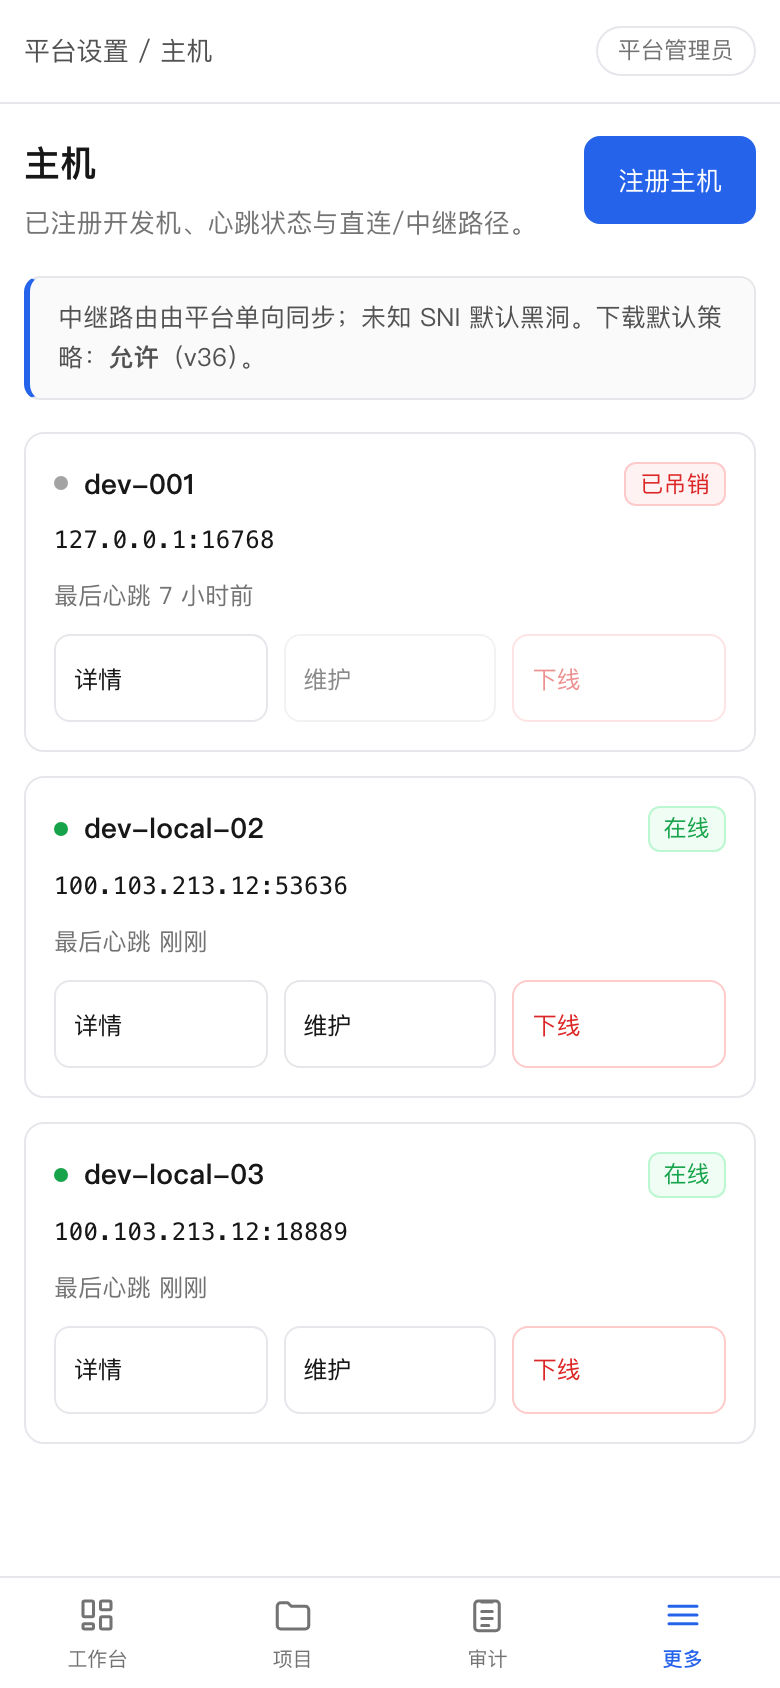 平台设置 / 主机
平台管理员
主机
注册主机
已注册开发机、心跳状态与直连/中继路径。
中继路由由平台单向同步；未知 SNI 默认黑洞。下载默认策
略：允许（v36）。
dev-001
已吊销
127.0.0.1:16768
最后心跳 7 小时前
详情
维护
下线
dev-local-02
在线
100.103.213.12:53636
最后心跳 刚刚
详情
维护
下线
dev-local-03
在线
100.103.213.12:18889
最后心跳 刚刚
详情
维护
下线
工作台
项目
审计
更多